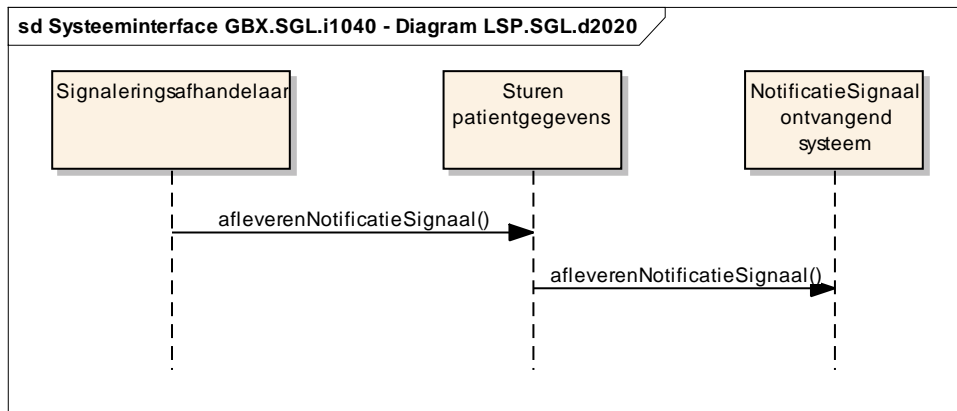 sd Systeeminterface GBX.SGL.i1040 - Diagram LSP.SGL.d2020
Signaleringsafhandelaar
Sturen
patientgegevens
NotificatieSignaal
ontvangend
systeem
afleverenNotificatieSignaal()
afleverenNotificatieSignaal()